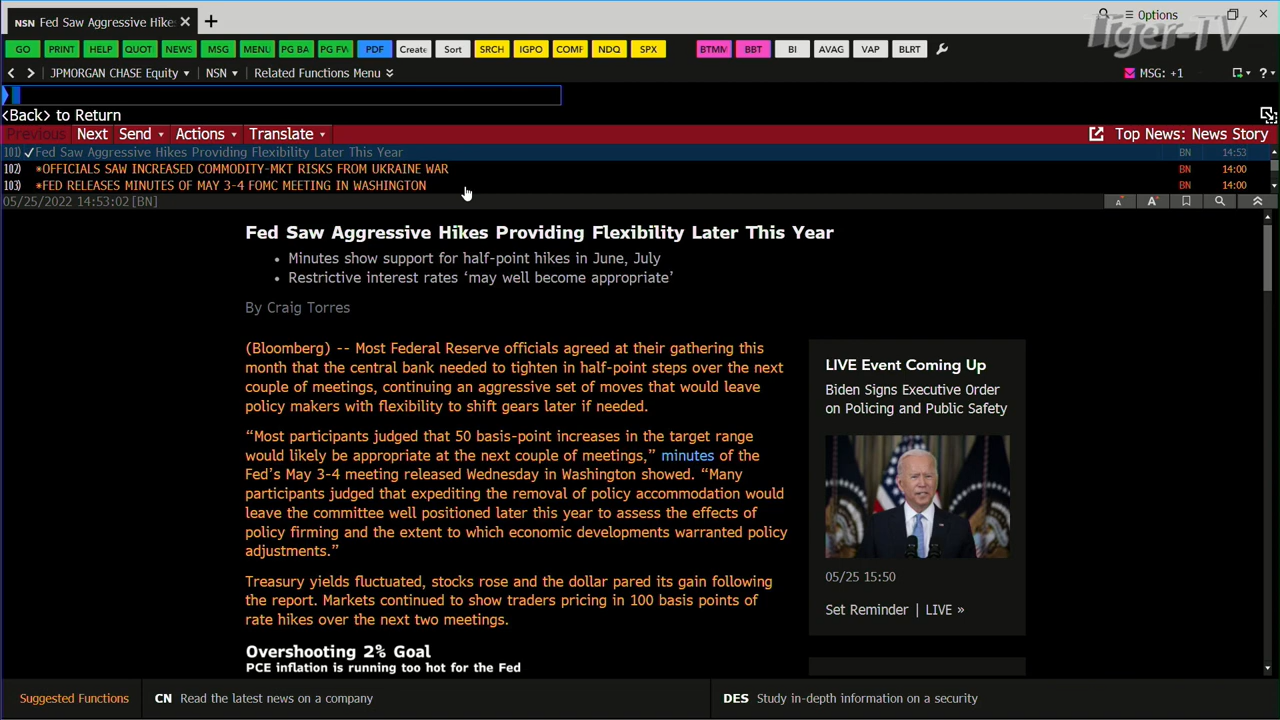 NSN Fed Saw Aggressive Hike
Options
Tiger-TV
GO PRINT HELP QUOT NEWS MSG MENU PG BA PG FW PDF Create Sort SRCH IGPO COMF NDQ SPX BTMM BBT BI AVAG VAP BLRT
JPMORGAN CHASE Equity NSN Related Functions Menu MSG: +1 ?
<Back> to Return
Previous Next Send Actions Translate Top News: News Story
101) ✓Fed Saw Aggressive Hikes Providing Flexibility Later This Year BN 14:53
102) *OFFICIALS SAW INCREASED COMMODITY-MKT RISKS FROM UKRAINE WAR BN 14:00
103) *FED RELEASES MINUTES OF MAY 3-4 FOMC MEETING IN WASHINGTON BN 14:00
05/25/2022 14:53:02 [BN] A A
Fed Saw Aggressive Hikes Providing Flexibility Later This Year
• Minutes show support for half-point hikes in June, July
• Restrictive interest rates ‘may well become appropriate’
By Craig Torres
(Bloomberg) -- Most Federal Reserve officials agreed at their gathering this
month that the central bank needed to tighten in half-point steps over the next
couple of meetings, continuing an aggressive set of moves that would leave
policy makers with flexibility to shift gears later if needed.
“Most participants judged that 50 basis-point increases in the target range
would likely be appropriate at the next couple of meetings,” minutes of the
Fed’s May 3-4 meeting released Wednesday in Washington showed. “Many
participants judged that expediting the removal of policy accommodation would
leave the committee well positioned later this year to assess the effects of
policy firming and the extent to which economic developments warranted policy
adjustments.”
Treasury yields fluctuated, stocks rose and the dollar pared its gain following
the report. Markets continued to show traders pricing in 100 basis points of
rate hikes over the next two meetings.
Overshooting 2% Goal
PCE inflation is running too hot for the Fed
LIVE Event Coming Up
Biden Signs Executive Order
on Policing and Public Safety
05/25 15:50
Set Reminder | LIVE »
Suggested Functions CN Read the latest news on a company DES Study in-depth information on a security